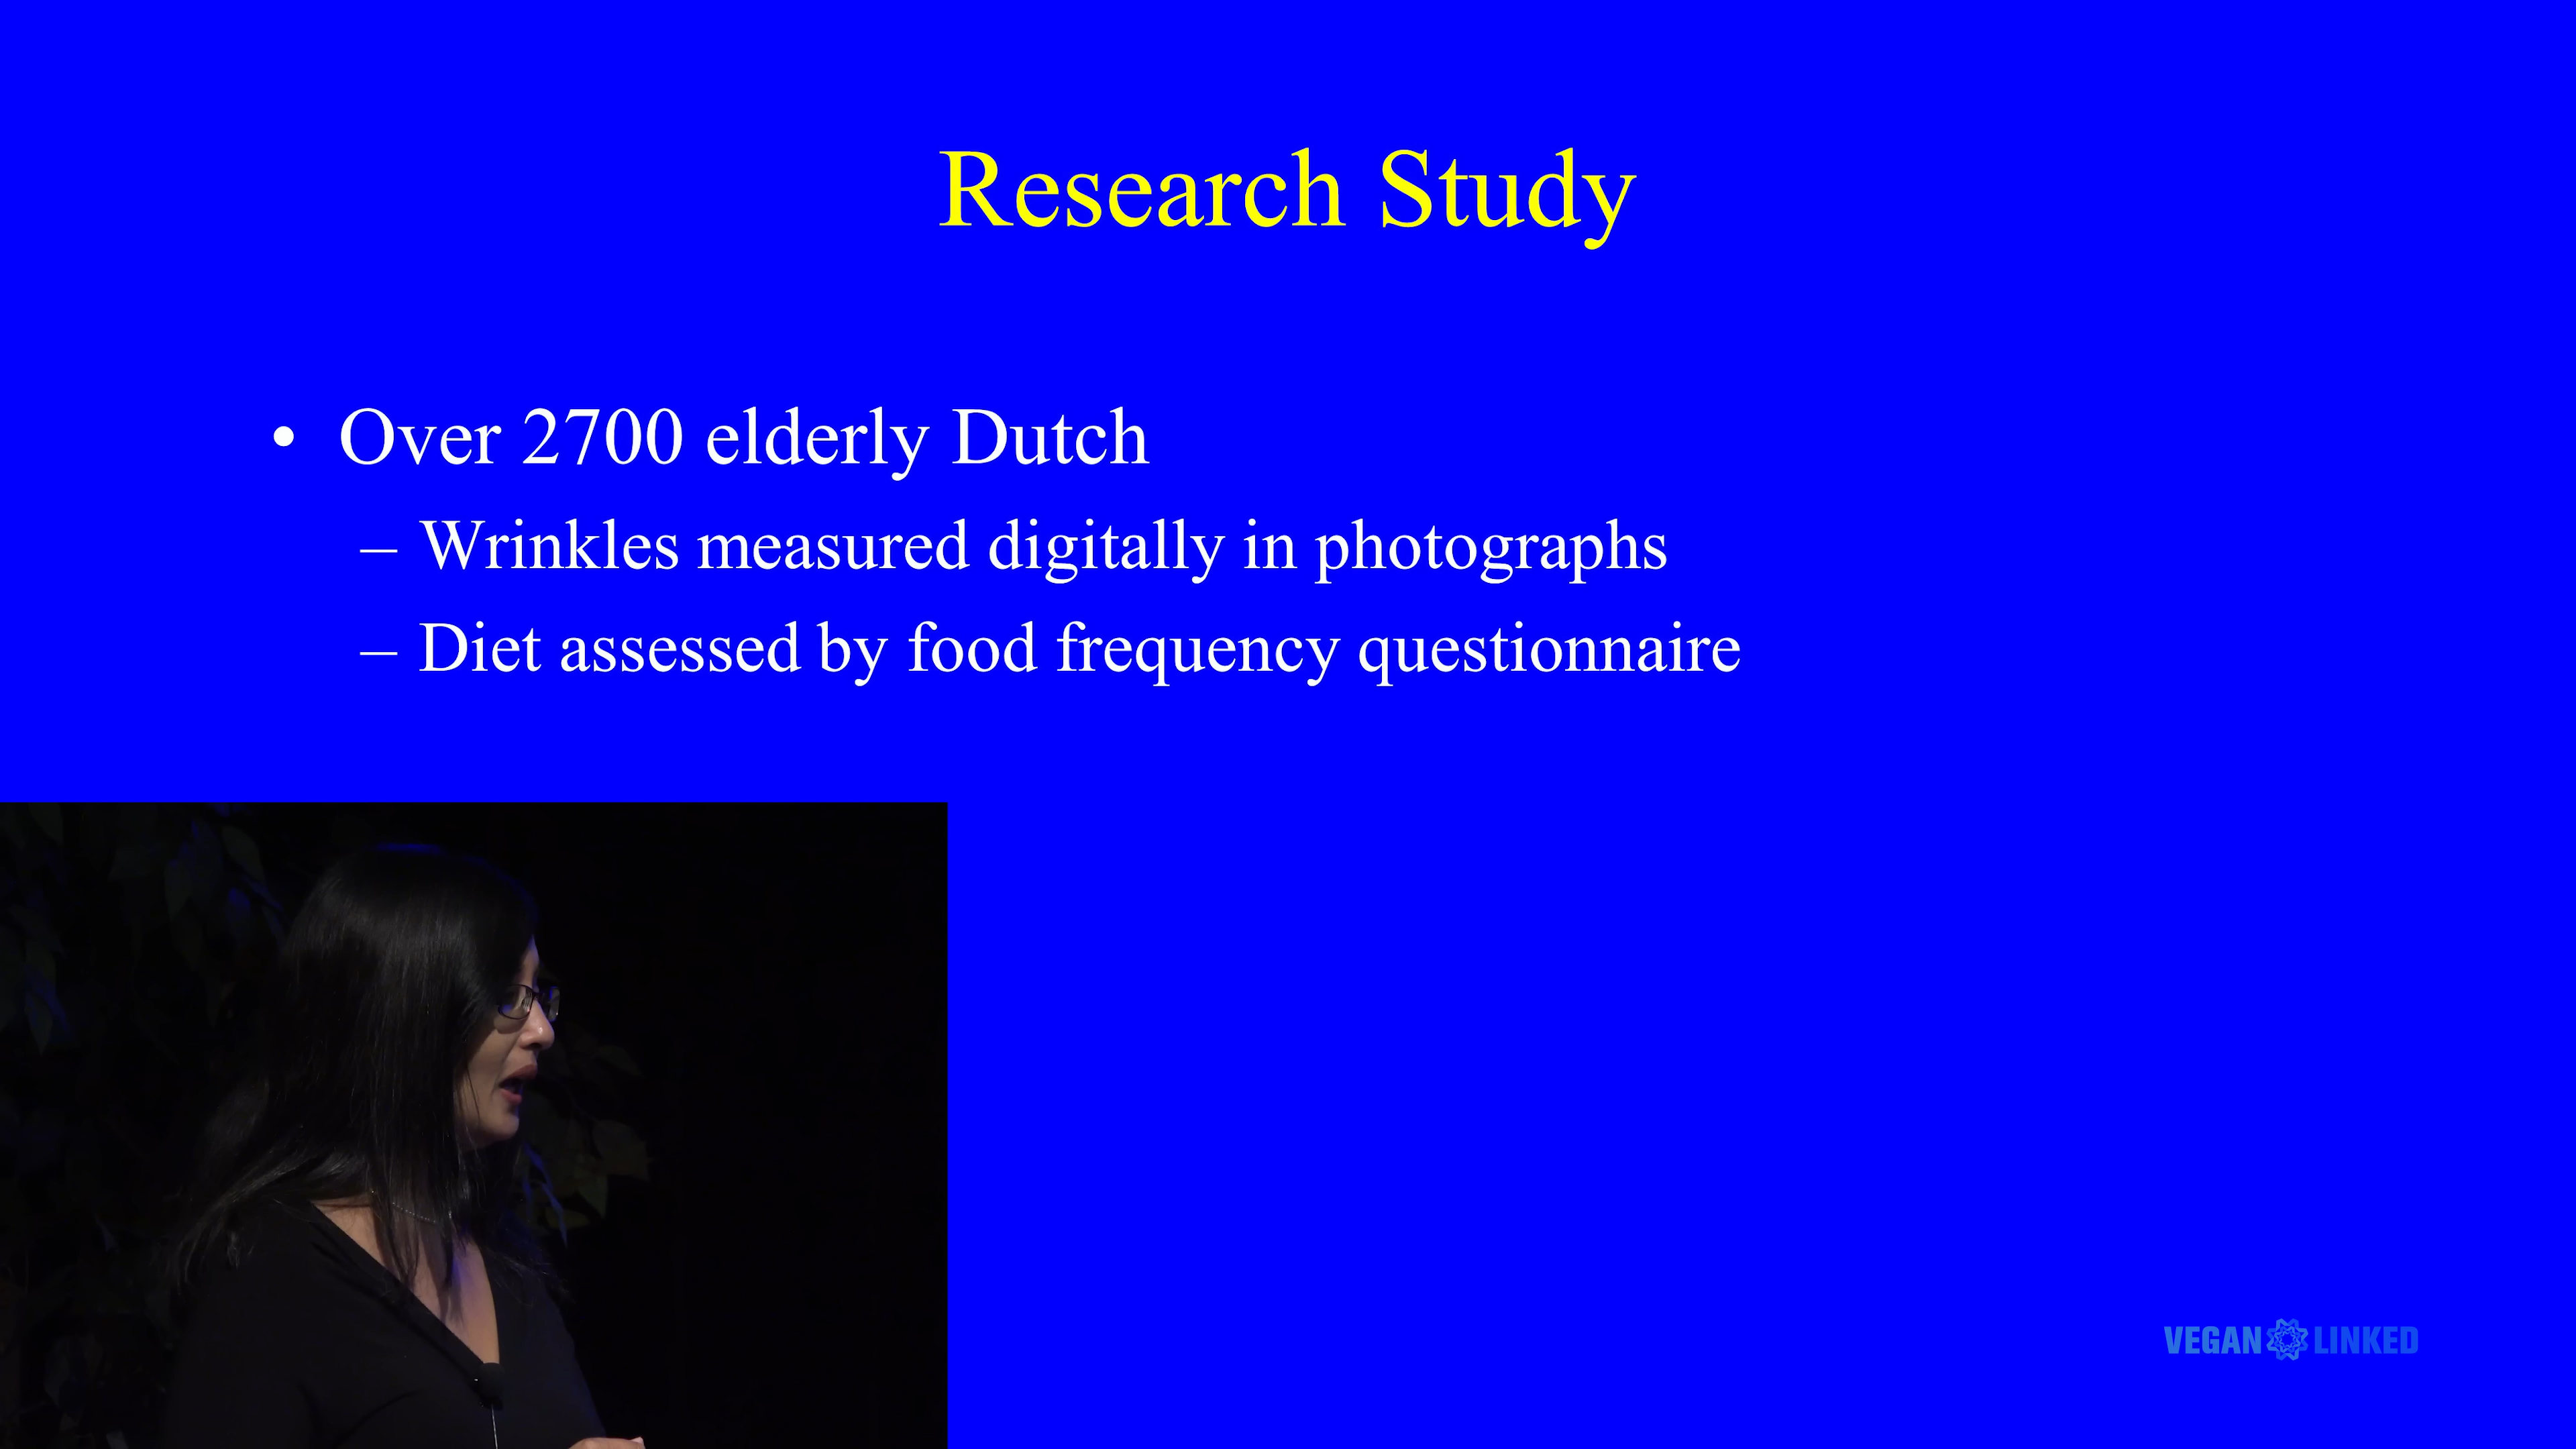 Research Study
• Over 2700 elderly Dutch
– Wrinkles measured digitally in photographs
– Diet assessed by food frequency questionnaire
VEGAN LINKED